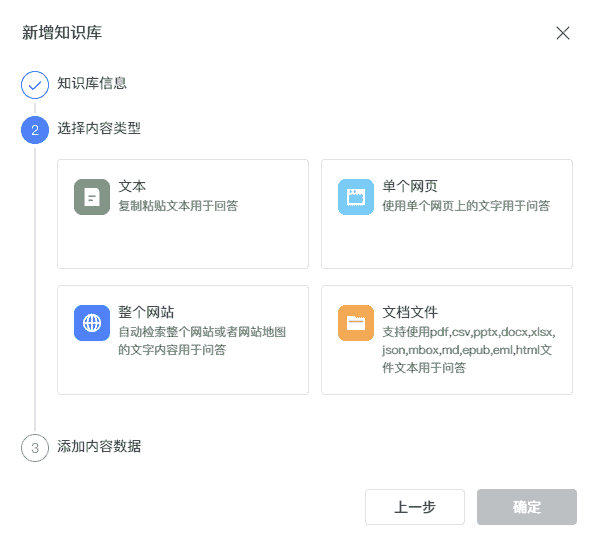 新增知识库
知识库信息
2
选择内容类型
文本
复制粘贴文本用于回答
单个网页
使用单个网页上的文字用于问答
整个网站
自动检索整个网站或者网站地图
的文字内容用于问答
文档文件
支持使用pdf,csv,pptx,docx,xlsx,
json,mbox,md,epub,eml,html文
件文本用于问答
3
添加内容数据
上一步
确定